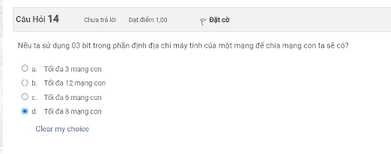 Câu Hỏi 14 Chưa trả lời Đạt điểm 1,00 Đặt cờ
Nếu ta sử dụng 03 bit trong phần định địa chỉ máy tính của một mạng để chia mạng con ta sẽ có?
a. Tối đa 3 mạng con
b. Tối đa 12 mạng con
c. Tối đa 6 mạng con
d. Tối đa 8 mạng con
Clear my choice